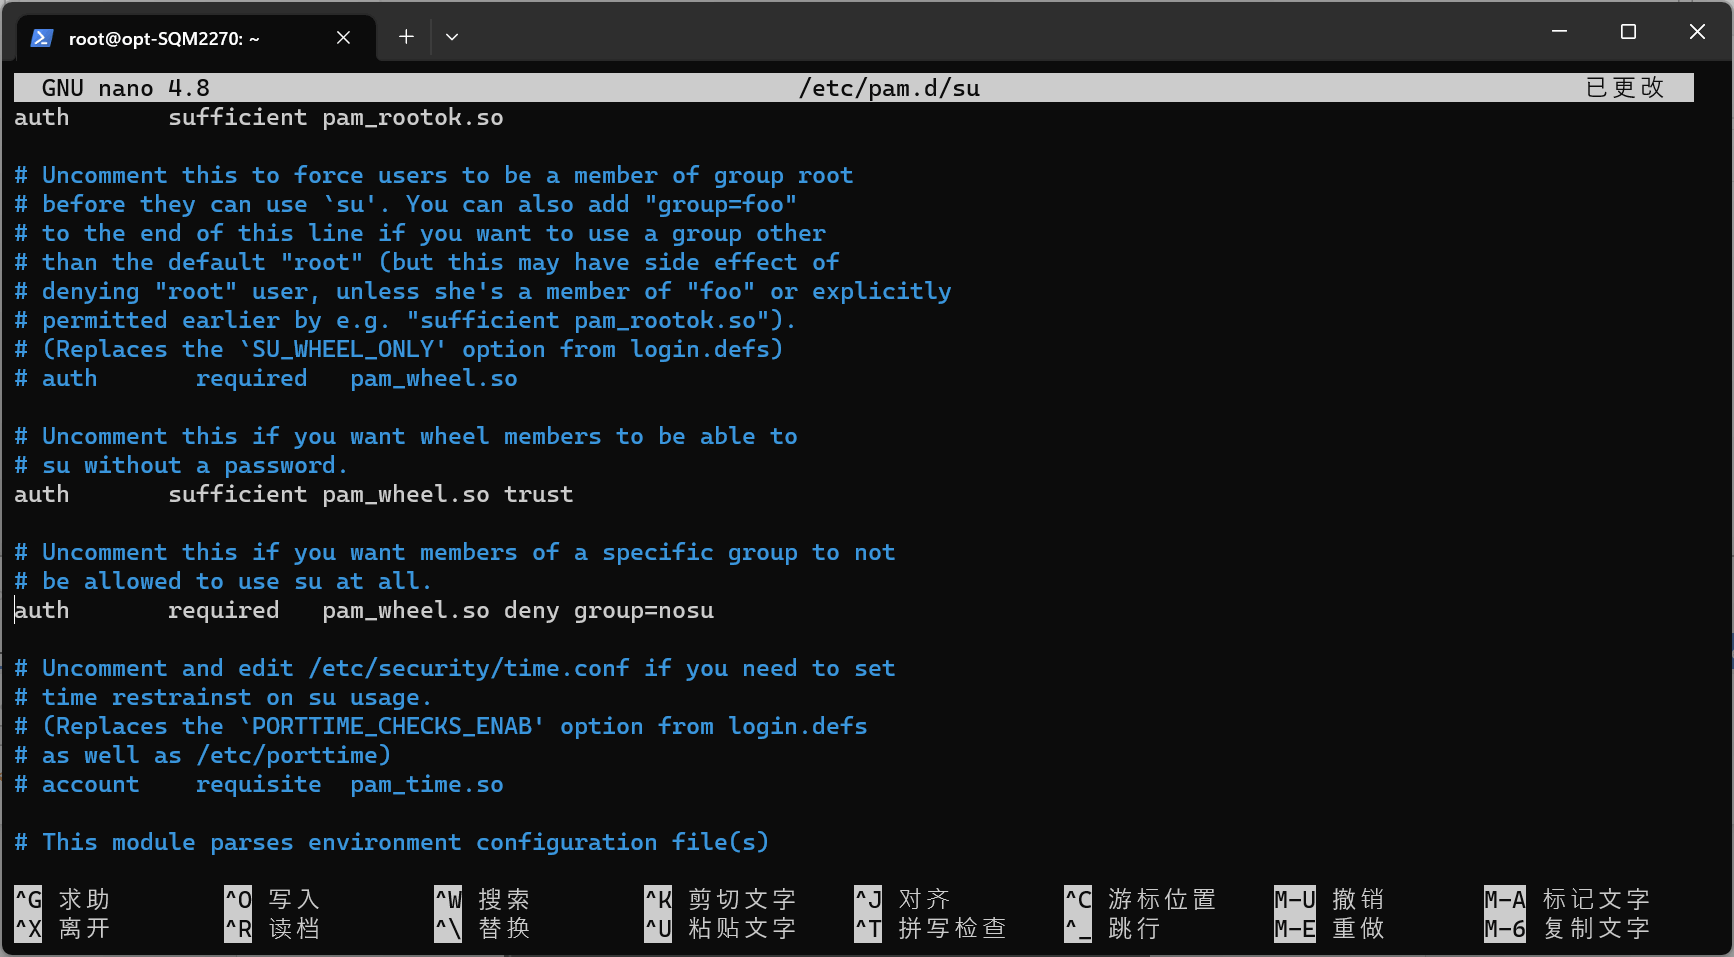 root@opt-SQM2270: ~
GNU nano 4.8 /etc/pam.d/su 已更改
auth       sufficient pam_rootok.so
# Uncomment this to force users to be a member of group root
# before they can use `su'. You can also add "group=foo"
# to the end of this line if you want to use a group other
# than the default "root" (but this may have side effect of
# denying "root" user, unless she's a member of "foo" or explicitly
# permitted earlier by e.g. "sufficient pam_rootok.so").
# (Replaces the `SU_WHEEL_ONLY' option from login.defs)
# auth       required   pam_wheel.so
# Uncomment this if you want wheel members to be able to
# su without a password.
auth       sufficient pam_wheel.so trust
# Uncomment this if you want members of a specific group to not
# be allowed to use su at all.
auth       required   pam_wheel.so deny group=nosu
# Uncomment and edit /etc/security/time.conf if you need to set
# time restrainst on su usage.
# (Replaces the `PORTTIME_CHECKS_ENAB' option from login.defs
# as well as /etc/porttime)
# account    requisite  pam_time.so
# This module parses environment configuration file(s)
^G 求助 ^O 写入 ^W 搜索 ^K 剪切文字 ^J 对齐 ^C 游标位置 M-U 撤销 M-A 标记文字
^X 离开 ^R 读档 ^\ 替换 ^U 粘贴文字 ^T 拼写检查 ^_ 跳行 M-E 重做 M-6 复制文字